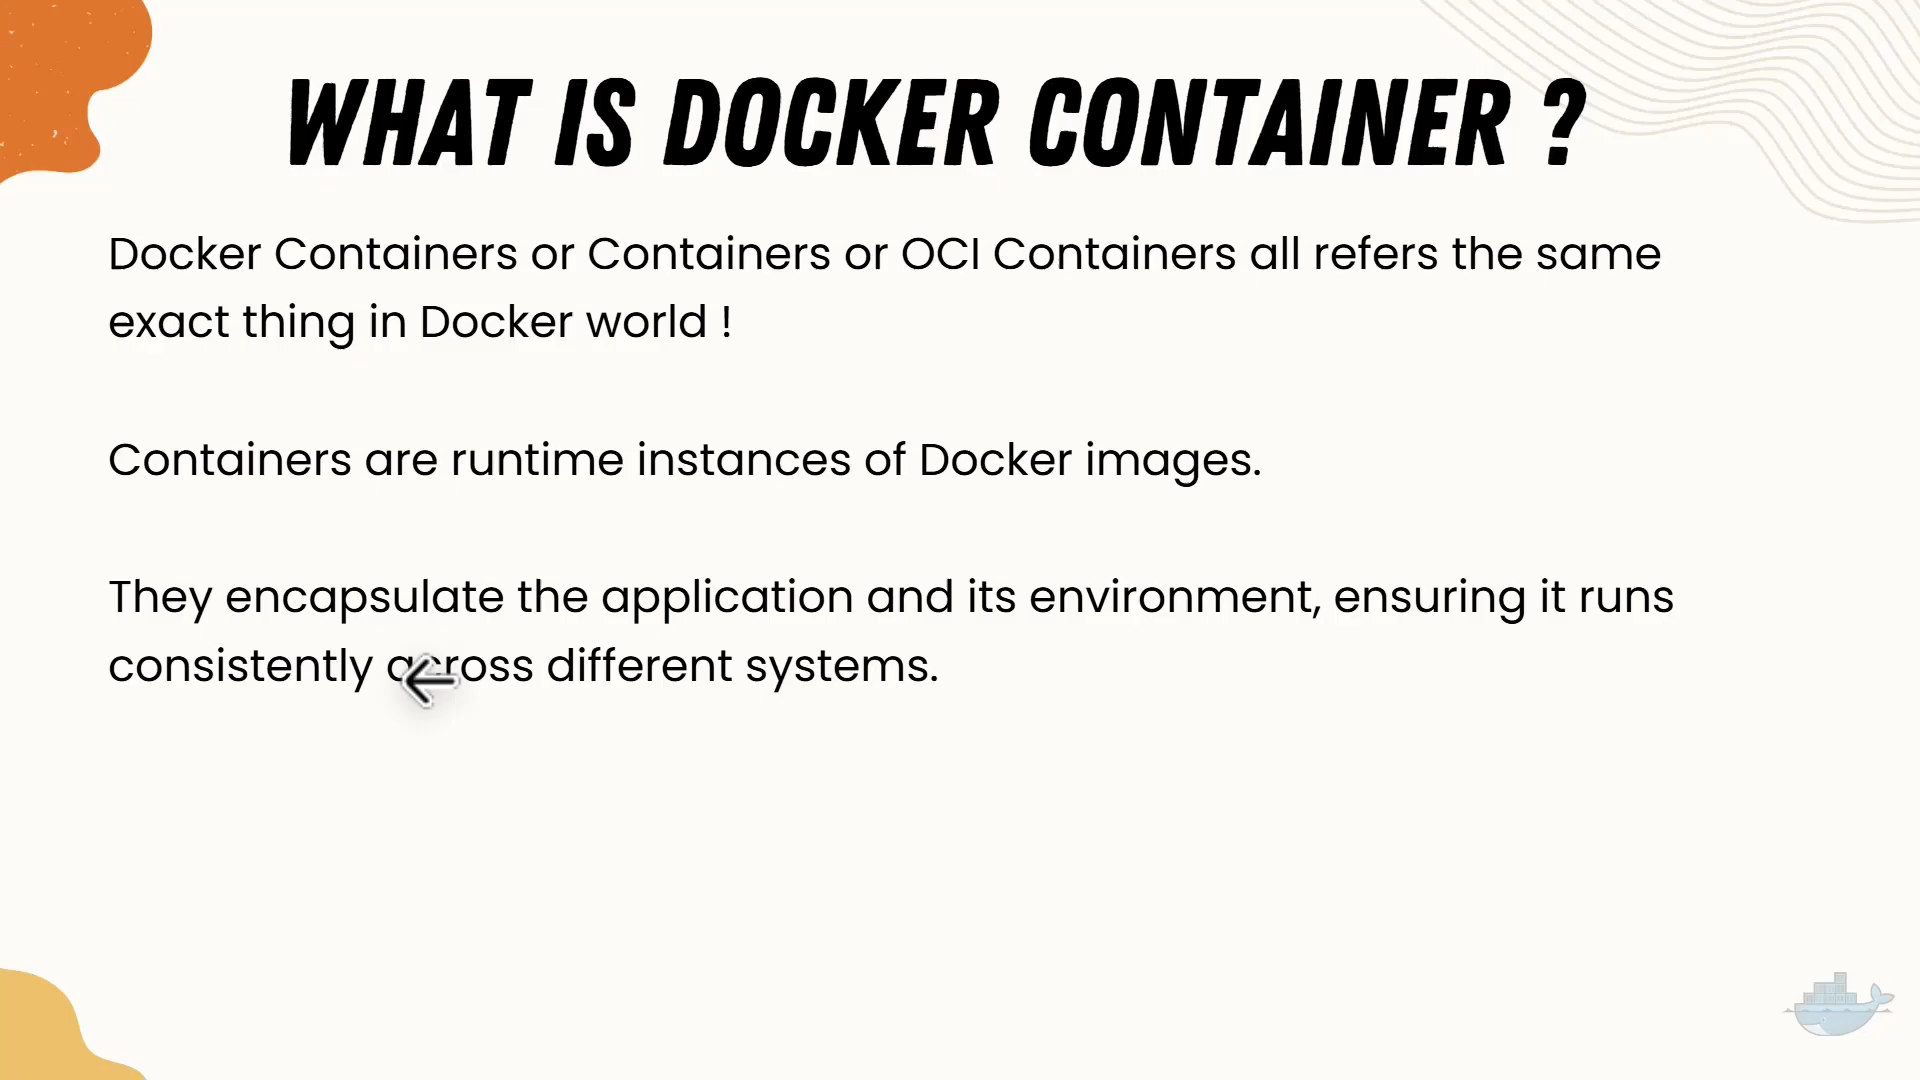 WHAT IS DOCKER CONTAINER ?
Docker Containers or Containers or OCI Containers all refers the same
exact thing in Docker world !
Containers are runtime instances of Docker images.
They encapsulate the application and its environment, ensuring it runs
consistently across different systems.